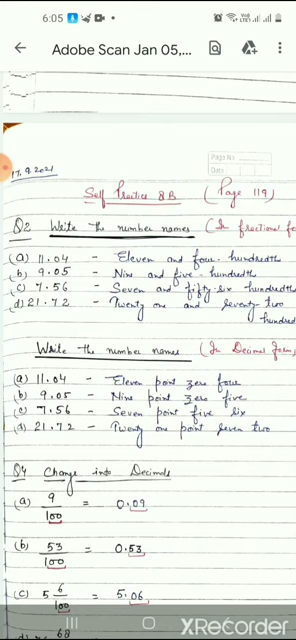 6:05
Adobe Scan Jan 05,...
Page No
Date
17.9.2021
Self Practice 8B (Page 119)
Q2 Write the number names (In fractional fo
(a) 11.04 - Eleven and four-hundredth
(b) 9.05 - Nine and five-hundredth
(c) 7.56 - Seven and fifty-six hundredth
(d) 21.72 - Twenty one and seventy-two
hundred
Write the number names (In Decimal form)
(a) 11.04 - Eleven point zero four
(b) 9.05 - Nine point zero five
(c) 7.56 - Seven point five six
(d) 21.72 - Twenty one point seven two
Q4 Change into Decimals
(a) 9/100 = 0.09
(b) 53/100 = 0.53
(c) 5 6/100 = 5.06
68
XRecorder